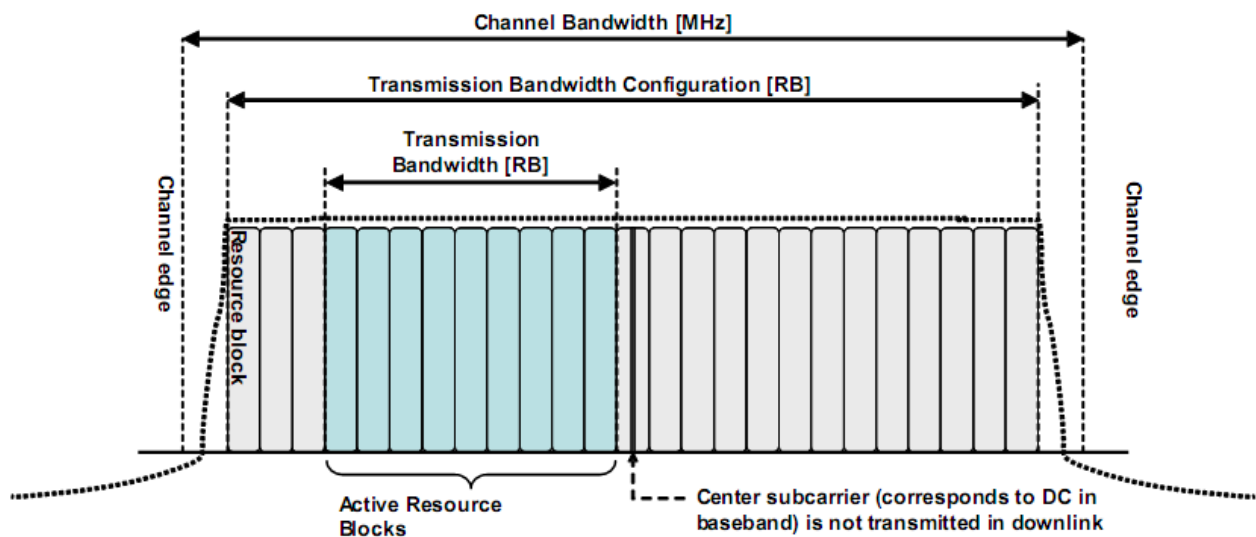 Channel Bandwidth [MHz]
Transmission Bandwidth Configuration [RB]
Transmission
Bandwidth [RB]
Channel edge
Resource block
Channel edge
Active Resource
Blocks
Center subcarrier (corresponds to DC in
baseband) is not transmitted in downlink